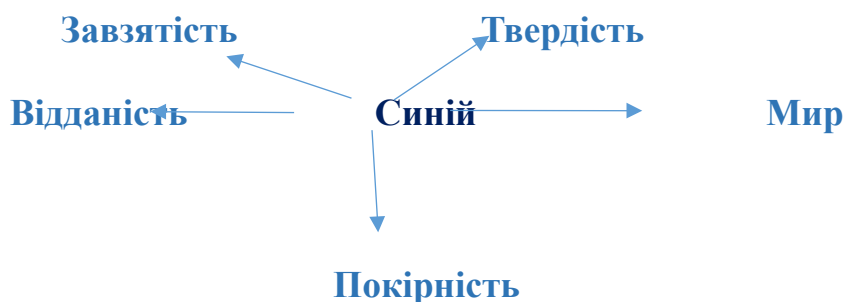 Завзятість Твердість
Відданість Синій Мир
Покірність